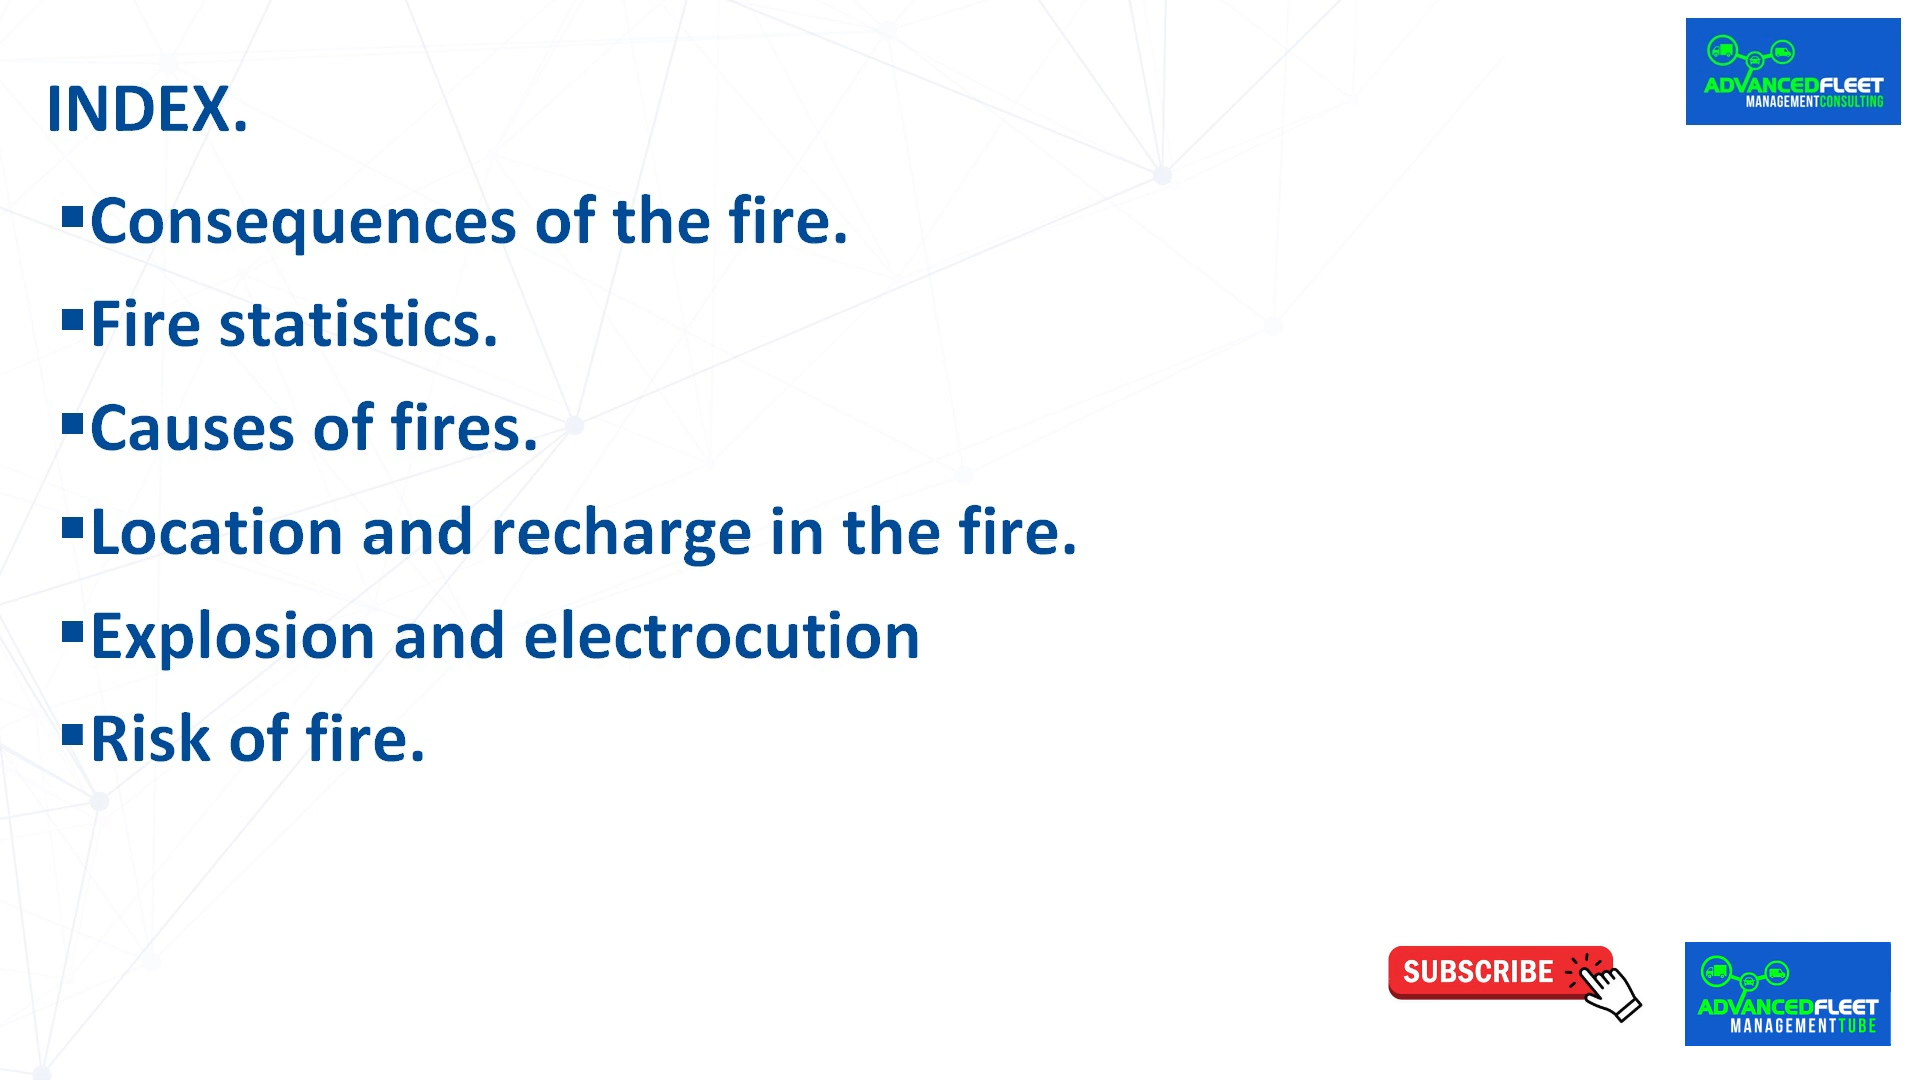 ADVANCEDFLEET
MANAGEMENTCONSULTING
INDEX.
▪Consequences of the fire.
▪Fire statistics.
▪Causes of fires.
▪Location and recharge in the fire.
▪Explosion and electrocution
▪Risk of fire.
SUBSCRIBE
ADVANCEDFLEET
MANAGEMENTTUBE